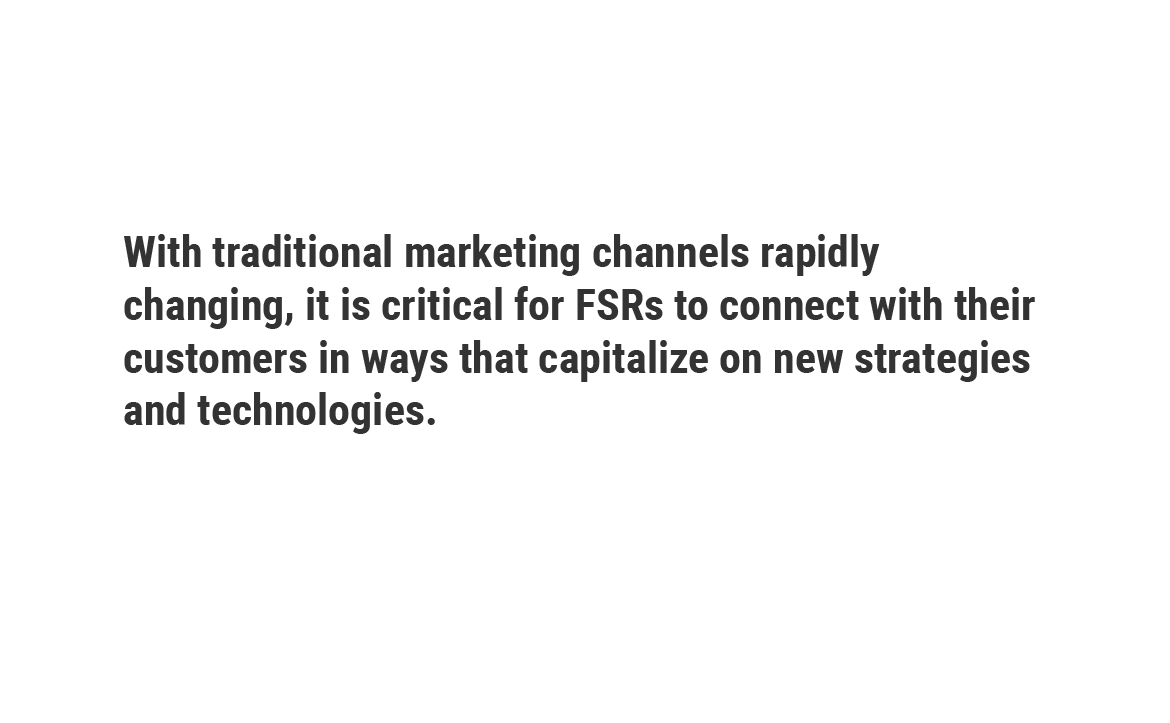 With traditional marketing channels rapidly
changing, it is critical for FSRs to connect with their
customers in ways that capitalize on new strategies
and technologies.